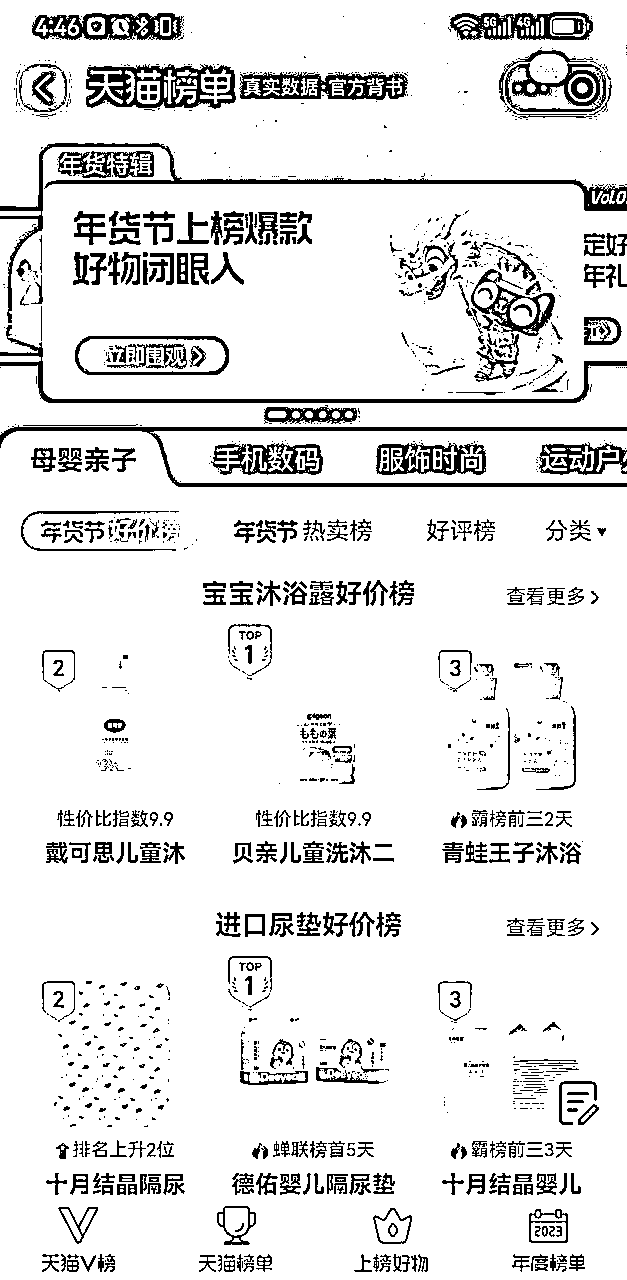 4:46 5G 4G
天猫榜单 真实数据·官方背书
年货特辑
Vol.0
年货节上榜爆款
好物闭眼入
定好
年礼
立即围观
母婴亲子 手机数码 服饰时尚 运动户外
年货节好价榜 年货节热卖榜 好评榜 分类
宝宝沐浴露好价榜 查看更多
2 TOP 1 3
pigeon
ももの葉
性价比指数9.9 性价比指数9.9 霸榜前三2天
戴可思儿童沐 贝亲儿童洗沐二 青蛙王子沐浴
进口尿垫好价榜 查看更多
2 TOP 1 3
排名上升2位 蝉联榜首5天 霸榜前三3天
十月结晶隔尿 德佑婴儿隔尿垫 十月结晶婴儿
2023
天猫V榜 天猫榜单 上榜好物 年度榜单